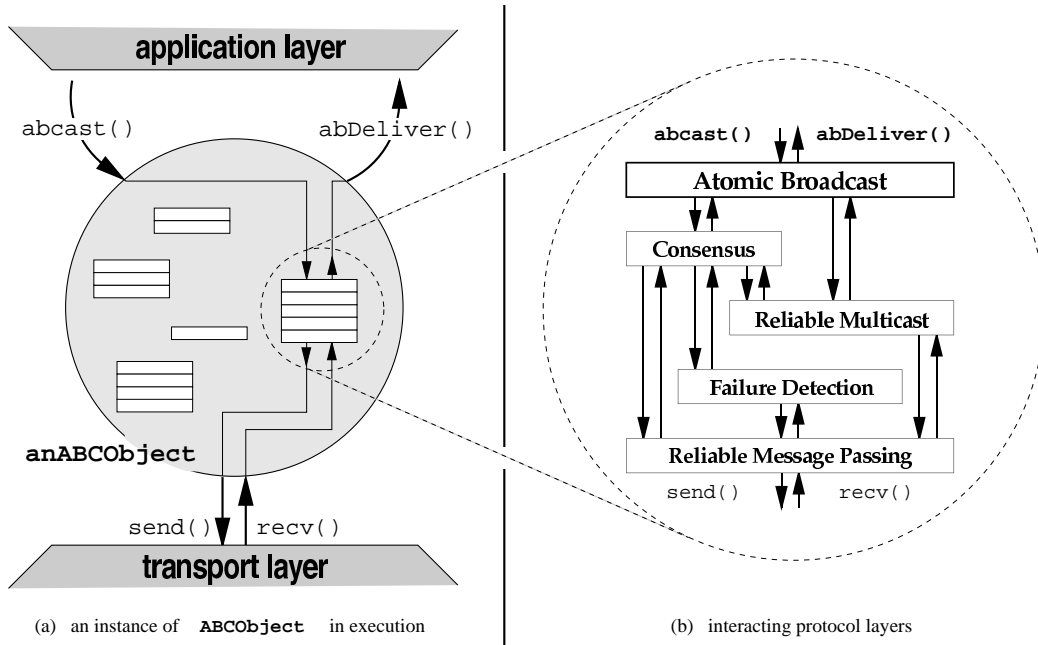 application layer
abcast()
abDeliver()
anABCObject
send()
recv()
transport layer
(a) an instance of ABCObject in execution
abcast()
abDeliver()
Atomic Broadcast
Consensus
Reliable Multicast
Failure Detection
Reliable Message Passing
send()
recv()
(b) interacting protocol layers